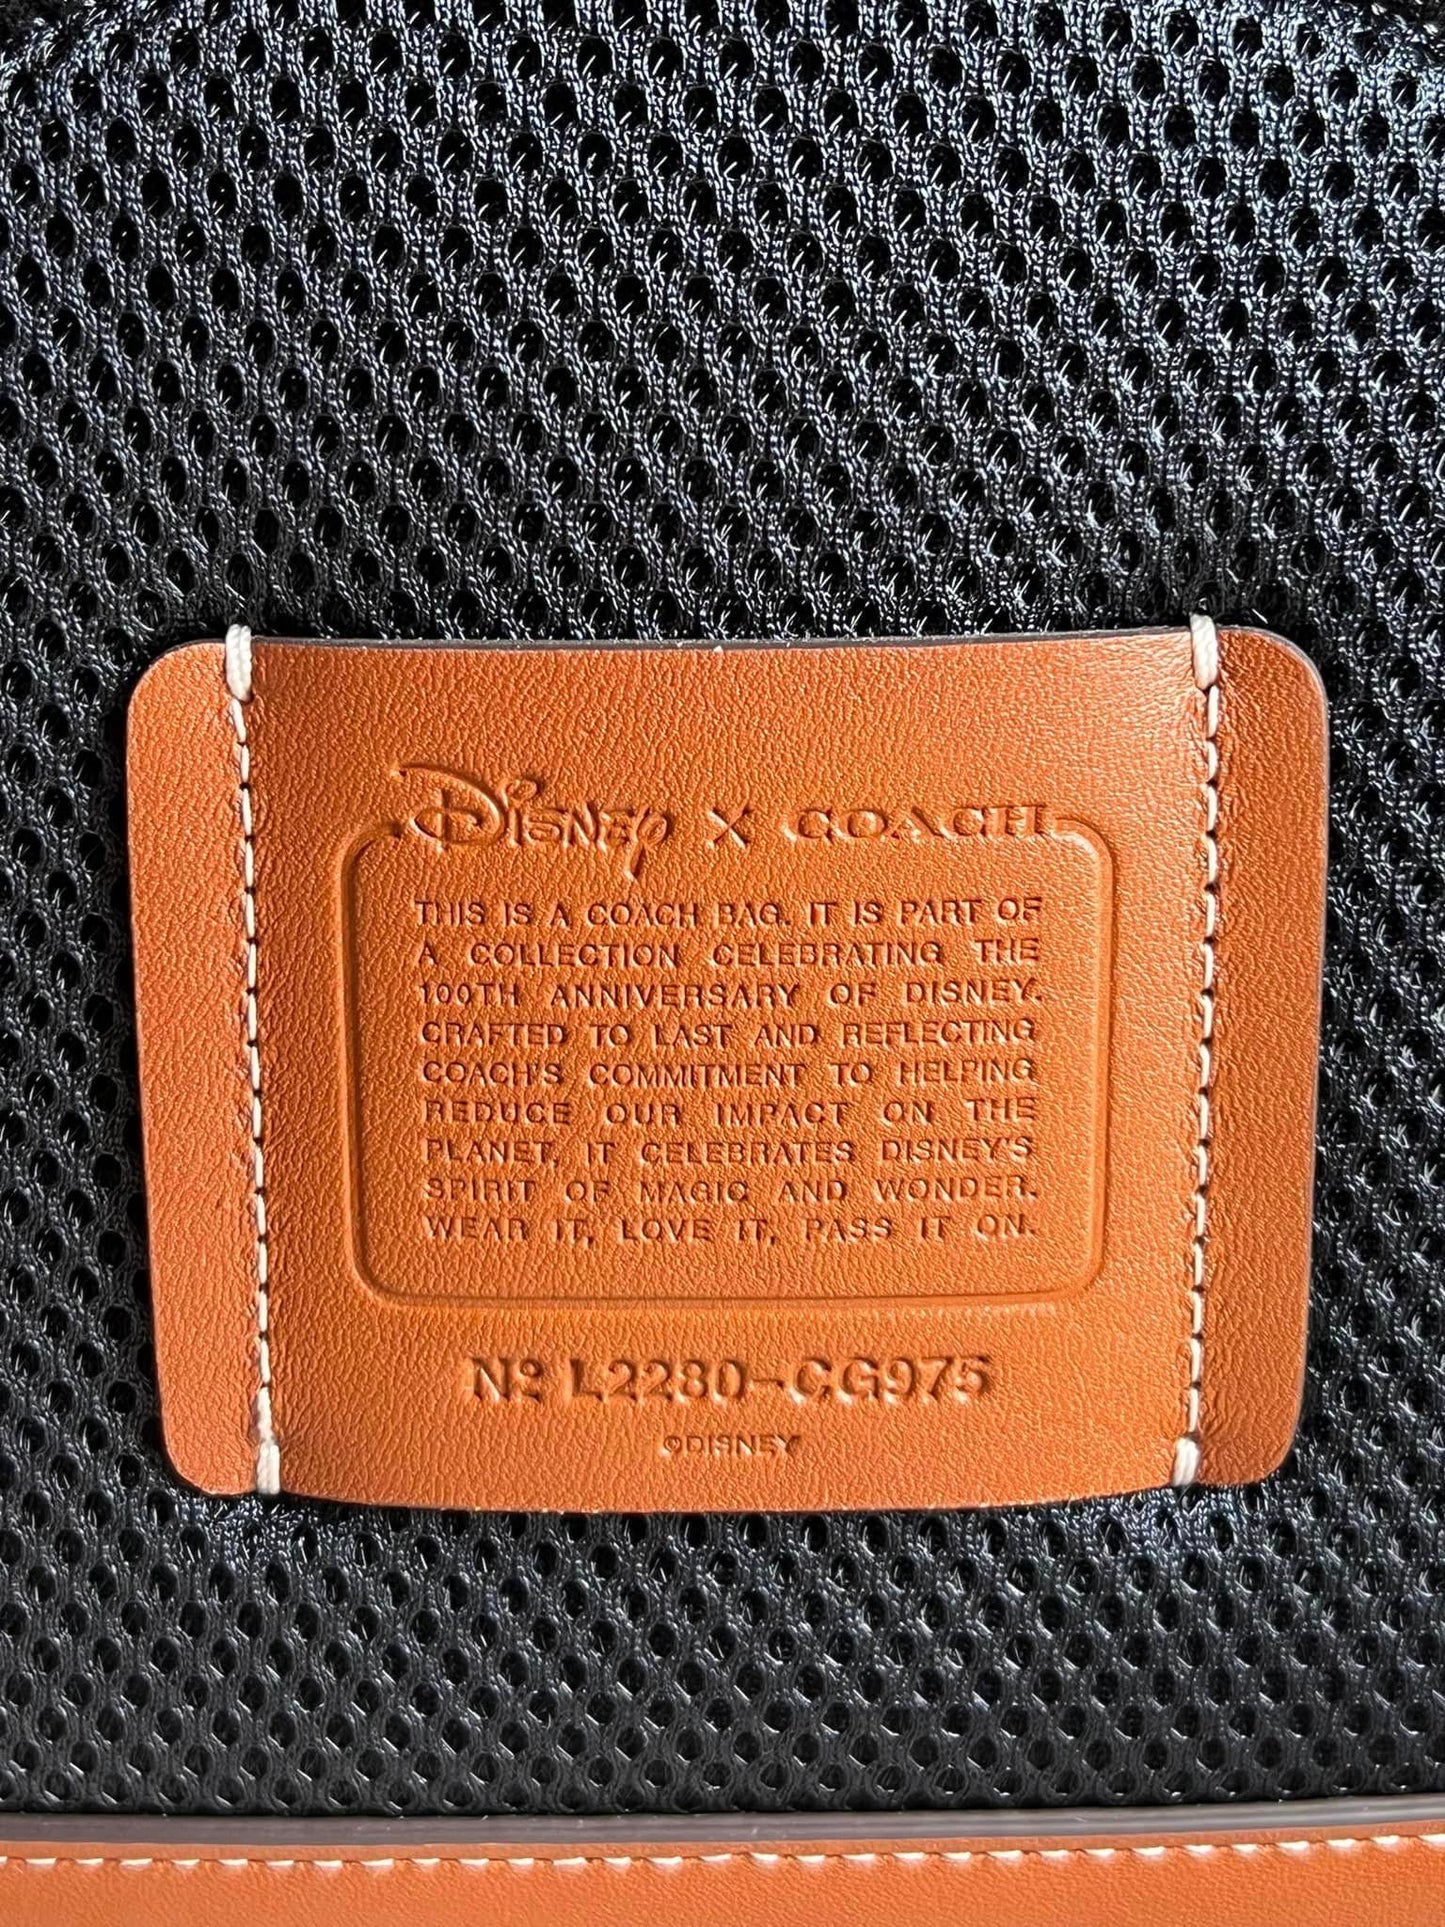 Disney X COACH
THIS IS A COACH BAG. IT IS PART OF
A COLLECTION CELEBRATING THE
100TH ANNIVERSARY OF DISNEY.
CRAFTED TO LAST AND REFLECTING
COACH'S COMMITMENT TO HELPING
REDUCE OUR IMPACT ON THE
PLANET, IT CELEBRATES DISNEY'S
SPIRIT OF MAGIC AND WONDER.
WEAR IT, LOVE IT, PASS IT ON.
Nº L2280-CG975
©DISNEY